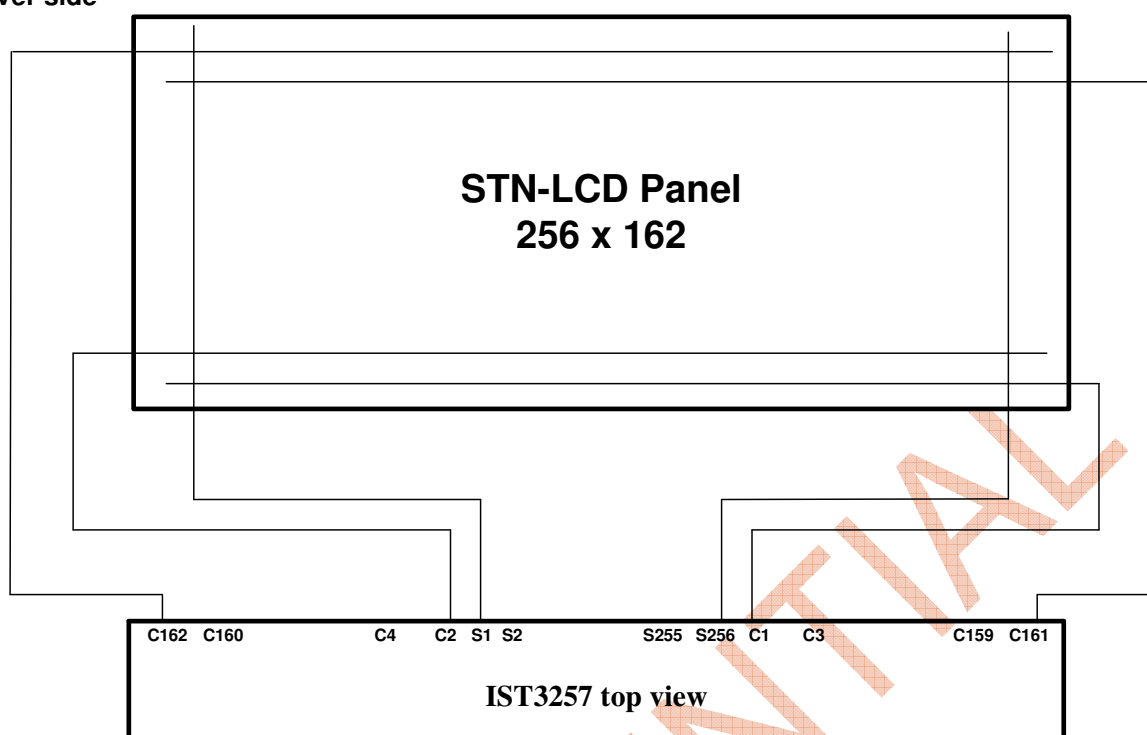 STN-LCD Panel
256 x 162
C162 C160 C4 C2 S1 S2 S255 S256 C1 C3 C159 C161
IST3257 top view